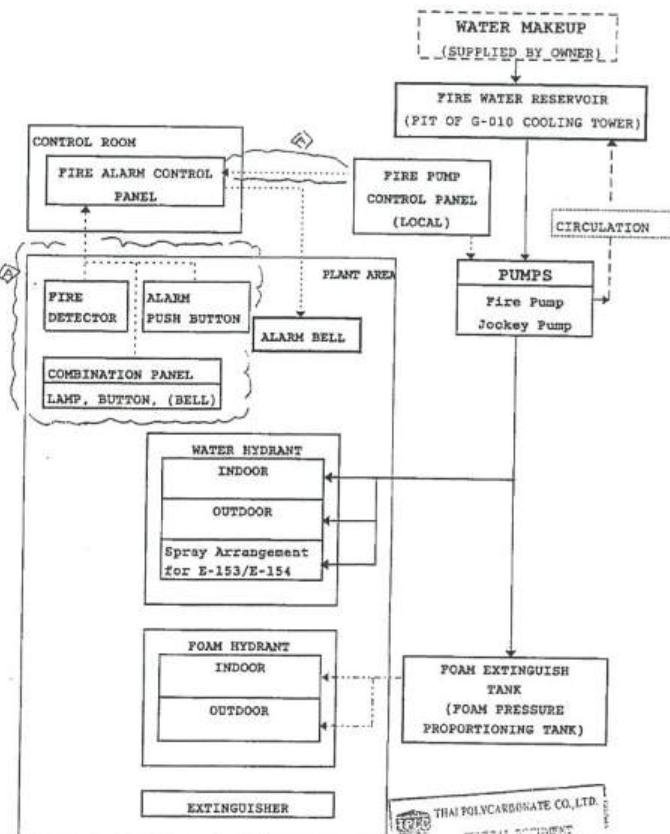 WATER MAKEUP
(SUPPLIED BY OWNER)
FIRE WATER RESERVOIR
(PIT OF G-010 COOLING TOWER)
CONTROL ROOM
FIRE ALARM CONTROL
PANEL
FIRE PUMP
CONTROL PANEL
(LOCAL)
CIRCULATION
PLANT AREA
PUMPS
Fire Pump
Jockey Pump
FIRE
DETECTOR
ALARM
PUSH BUTTON
ALARM BELL
COMBINATION PANEL
LAMP, BUTTON, (BELL)
WATER HYDRANT
INDOOR
OUTDOOR
Spray Arrangement
for E-153/E-154
FOAM HYDRANT
INDOOR
OUTDOOR
FOAM EXTINGUISH
TANK
(FOAM PRESSURE
PROPORTIONING TANK)
EXTINGUISHER
THAI POLYCARBONATE CO.,LTD.